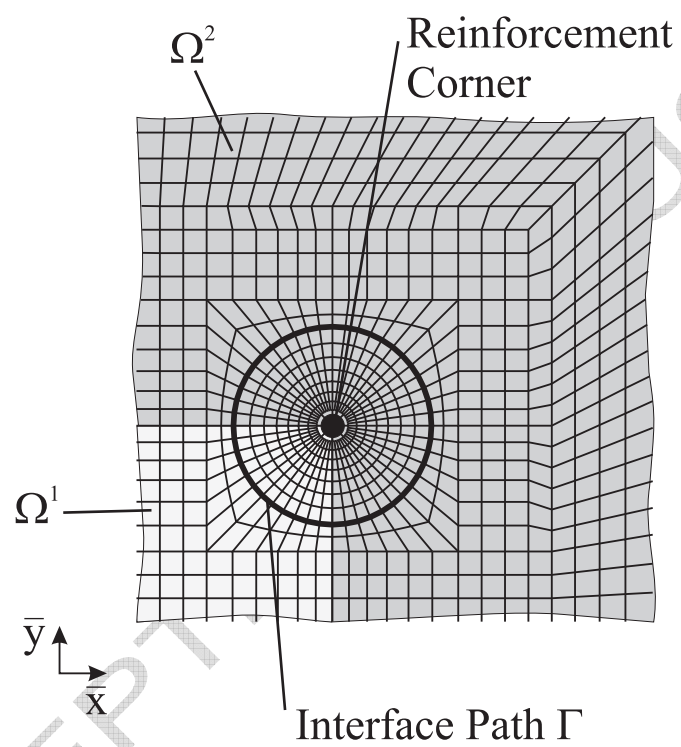 Ω²
Reinforcement
Corner
Ω¹
ȳ
x̄
Interface Path Γ